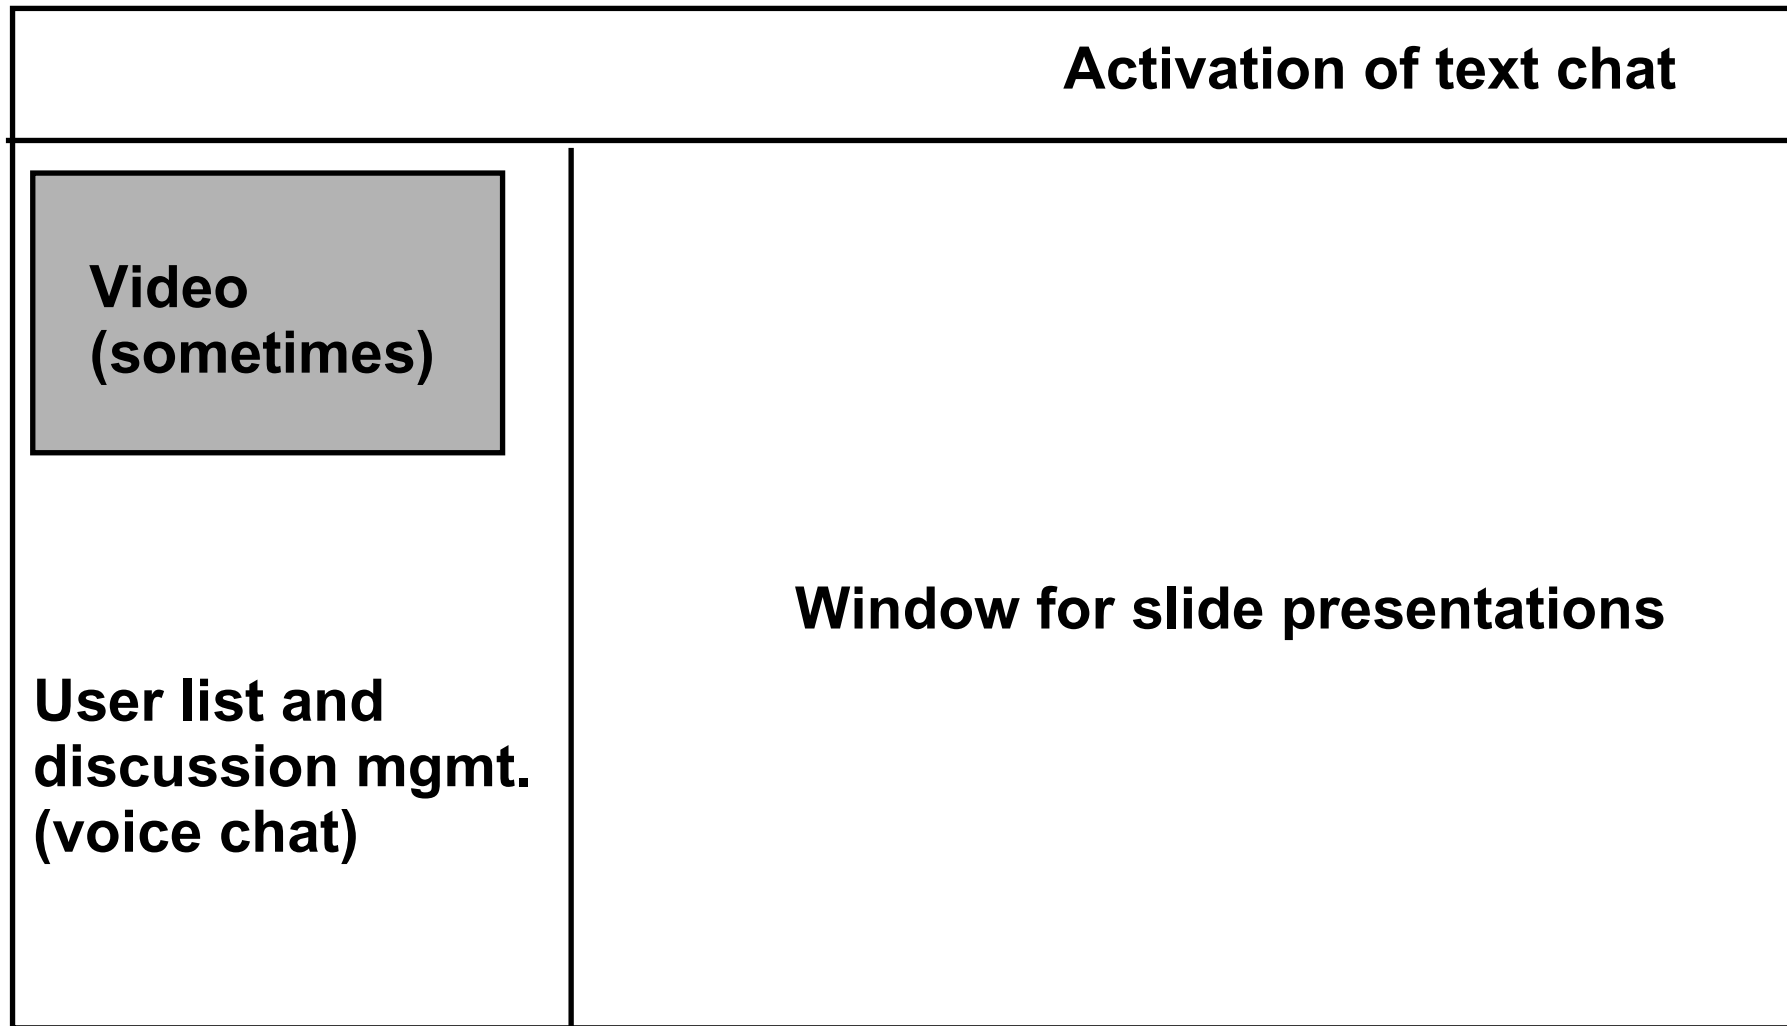 Activation of text chat
Video
(sometimes)
Window for slide presentations
User list and
discussion mgmt.
(voice chat)